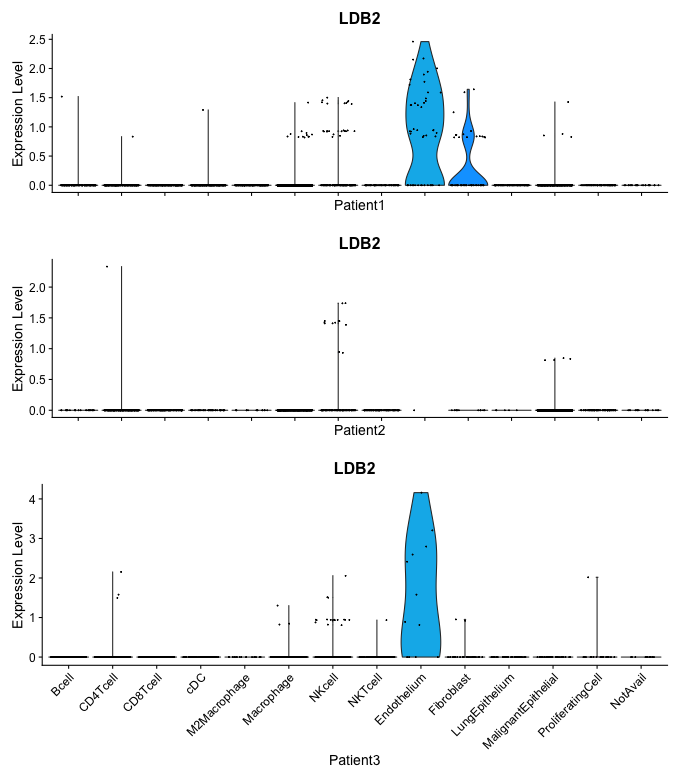 LDB2
Expression Level
2.5
2.0
1.5
1.0
0.5
0.0
Patient1
LDB2
Expression Level
2.0
1.5
1.0
0.5
0.0
Patient2
LDB2
Expression Level
4
3
2
1
0
Bcell
CD4Tcell
CD8Tcell
cDC
M2Macrophage
Macrophage
NKcell
NKTcell
Endothelium
Fibroblast
LungEpithelium
MalignantEpithelial
ProliferatingCell
NotAvail
Patient3